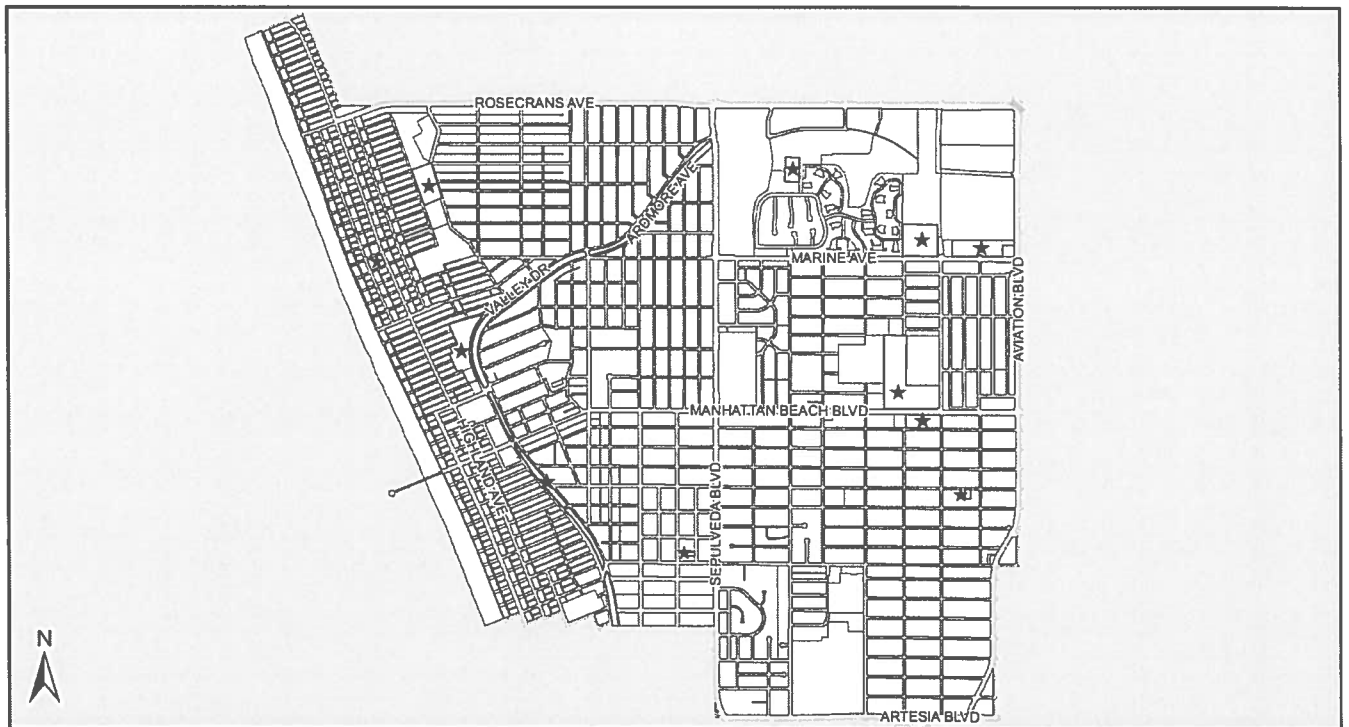 ROSECRANS AVE
ARDMORE AVE
VALLEY DR
MARINE AVE
AVIATION BLVD
MANHATTAN BEACH BLVD
HIGHLAND AVE
SEPULVEDA BLVD
N
ARTESIA BLVD